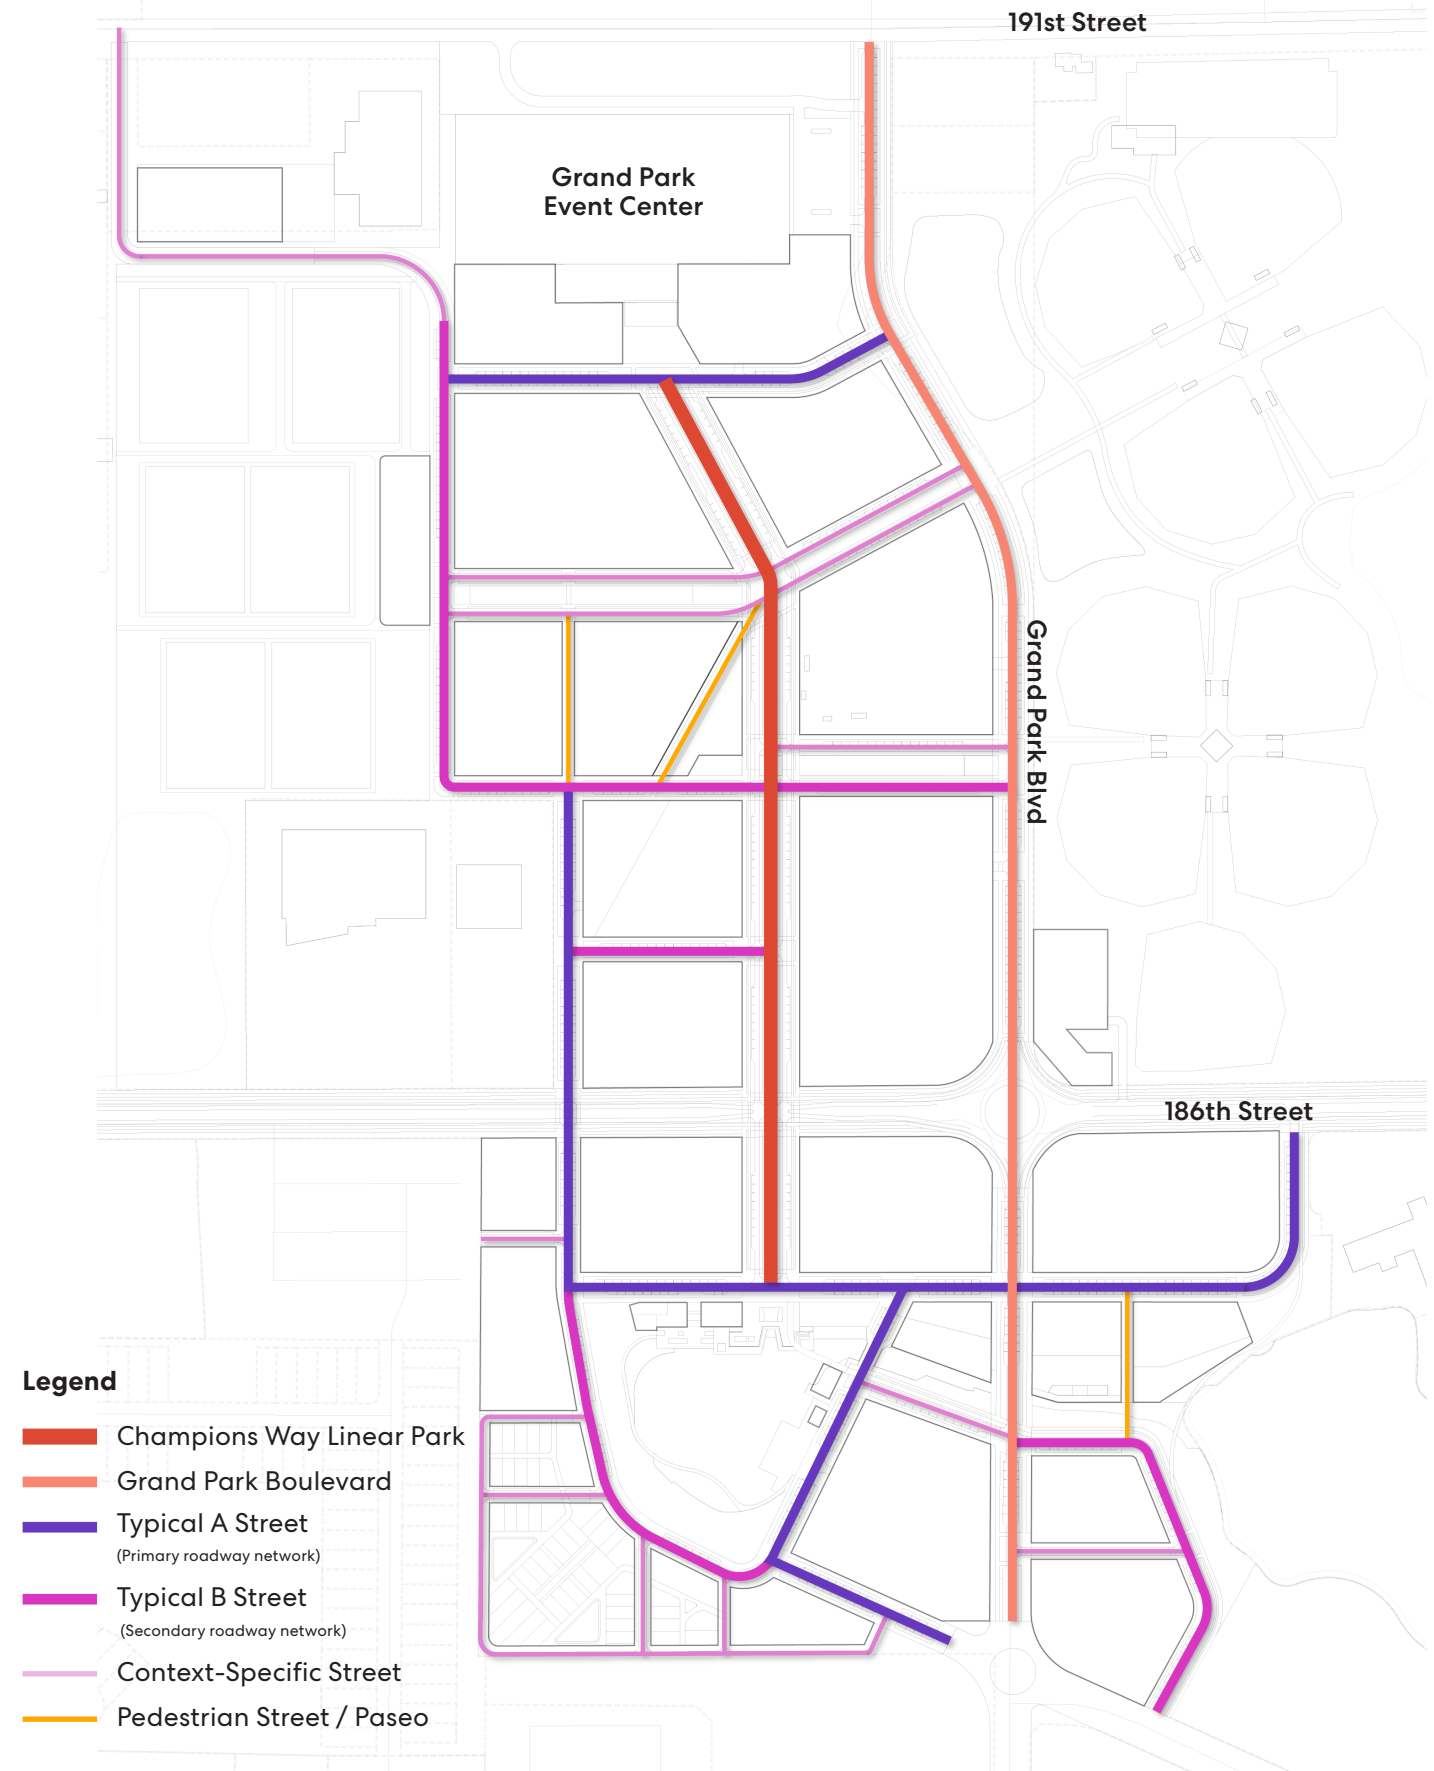 191st Street
Grand Park
Event Center
Grand Park Blvd
186th Street
Legend
Champions Way Linear Park
Grand Park Boulevard
Typical A Street
(Primary roadway network)
Typical B Street
(Secondary roadway network)
Context-Specific Street
Pedestrian Street / Paseo